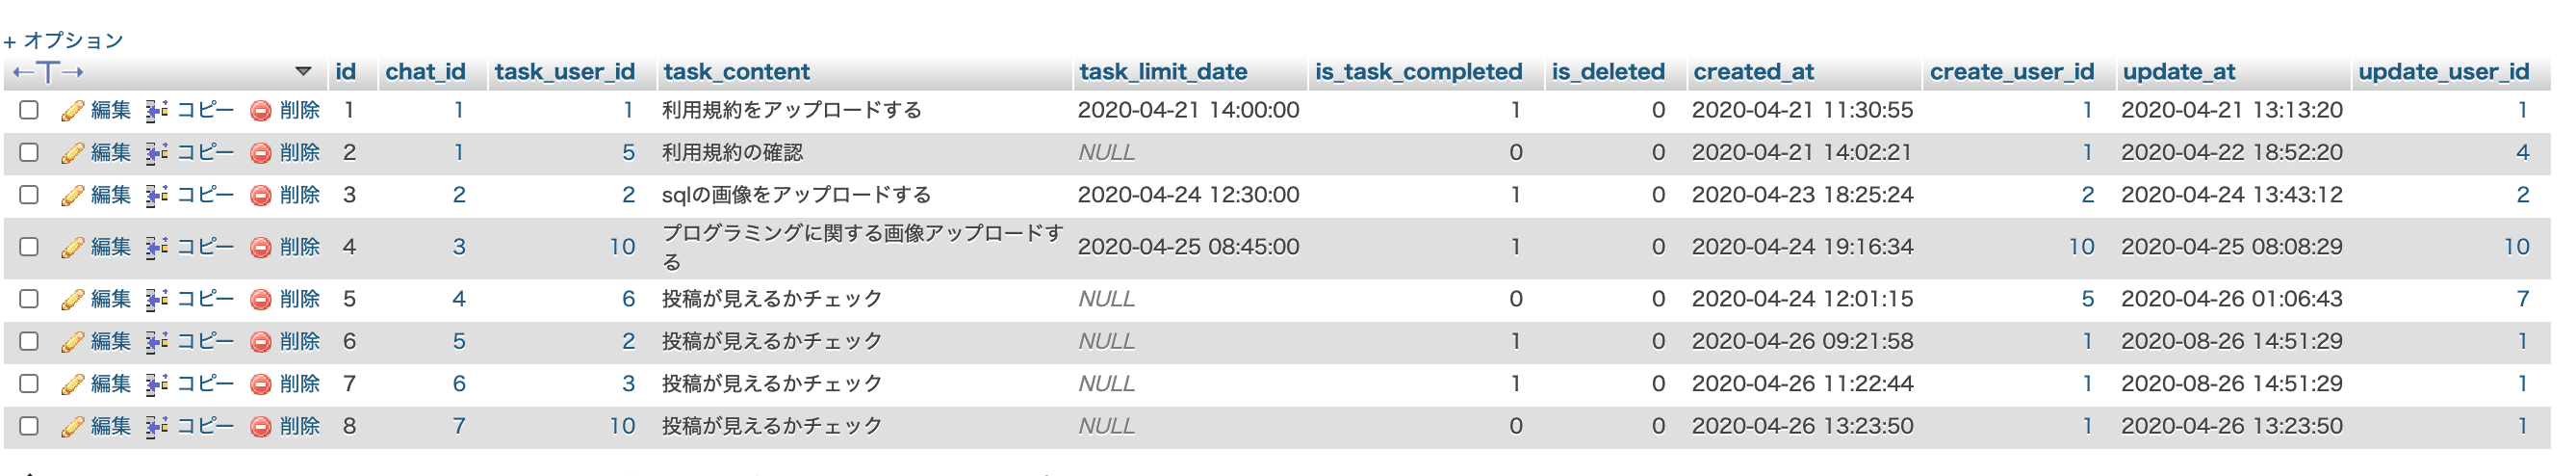 + オプション
←T→ id chat_id task_user_id task_content task_limit_date is_task_completed is_deleted created_at create_user_id update_at update_user_id
編集 コピー 削除 1 1 1 利用規約をアップロードする 2020-04-21 14:00:00 1 0 2020-04-21 11:30:55 1 2020-04-21 13:13:20 1
編集 コピー 削除 2 1 5 利用規約の確認 NULL 0 0 2020-04-21 14:02:21 1 2020-04-22 18:52:20 4
編集 コピー 削除 3 2 2 sqlの画像をアップロードする 2020-04-24 12:30:00 1 0 2020-04-23 18:25:24 2 2020-04-24 13:43:12 2
編集 コピー 削除 4 3 10 プログラミングに関する画像アップロードす 2020-04-25 08:45:00 1 0 2020-04-24 19:16:34 10 2020-04-25 08:08:29 10
る
編集 コピー 削除 5 4 6 投稿が見えるかチェック NULL 0 0 2020-04-24 12:01:15 5 2020-04-26 01:06:43 7
編集 コピー 削除 6 5 2 投稿が見えるかチェック NULL 1 0 2020-04-26 09:21:58 1 2020-08-26 14:51:29 1
編集 コピー 削除 7 6 3 投稿が見えるかチェック NULL 1 0 2020-04-26 11:22:44 1 2020-08-26 14:51:29 1
編集 コピー 削除 8 7 10 投稿が見えるかチェック NULL 0 0 2020-04-26 13:23:50 1 2020-04-26 13:23:50 1